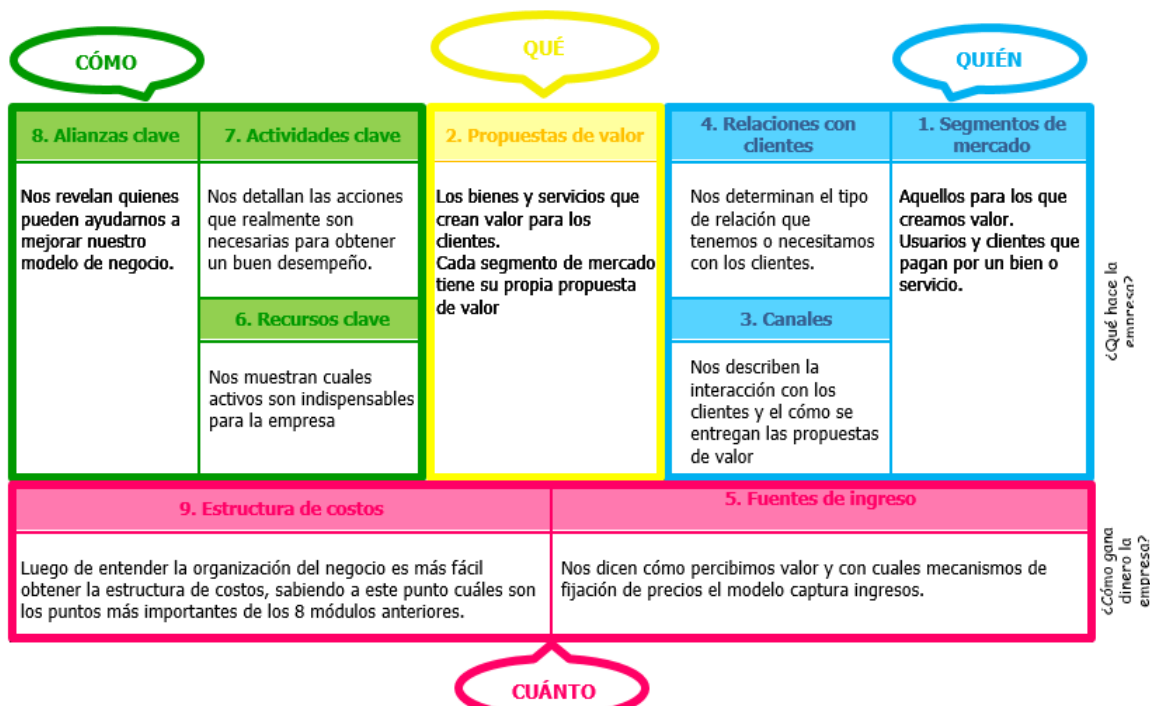 CÓMO
QUÉ
QUIÉN
8. Alianzas clave
Nos revelan quienes
pueden ayudarnos a
mejorar nuestro
modelo de negocio.
7. Actividades clave
Nos detallan las acciones
que realmente son
necesarias para obtener
un buen desempeño.
6. Recursos clave
Nos muestran cuales
activos son indispensables
para la empresa
2. Propuestas de valor
Los bienes y servicios que
crean valor para los
clientes.
Cada segmento de mercado
tiene su propia propuesta
de valor
4. Relaciones con
clientes
Nos determinan el tipo
de relación que
tenemos o necesitamos
con los clientes.
3. Canales
Nos describen la
interacción con los
clientes y el cómo se
entregan las propuestas
de valor
1. Segmentos de
mercado
Aquellos para los que
creamos valor.
Usuarios y clientes que
pagan por un bien o
servicio.
¿Qué hace la
empresa?
9. Estructura de costos
Luego de entender la organización del negocio es más fácil
obtener la estructura de costos, sabiendo a este punto cuáles son
los puntos más importantes de los 8 módulos anteriores.
5. Fuentes de ingreso
Nos dicen cómo percibimos valor y con cuales mecanismos de
fijación de precios el modelo captura ingresos.
¿Cómo gana
dinero la
empresa?
CUÁNTO